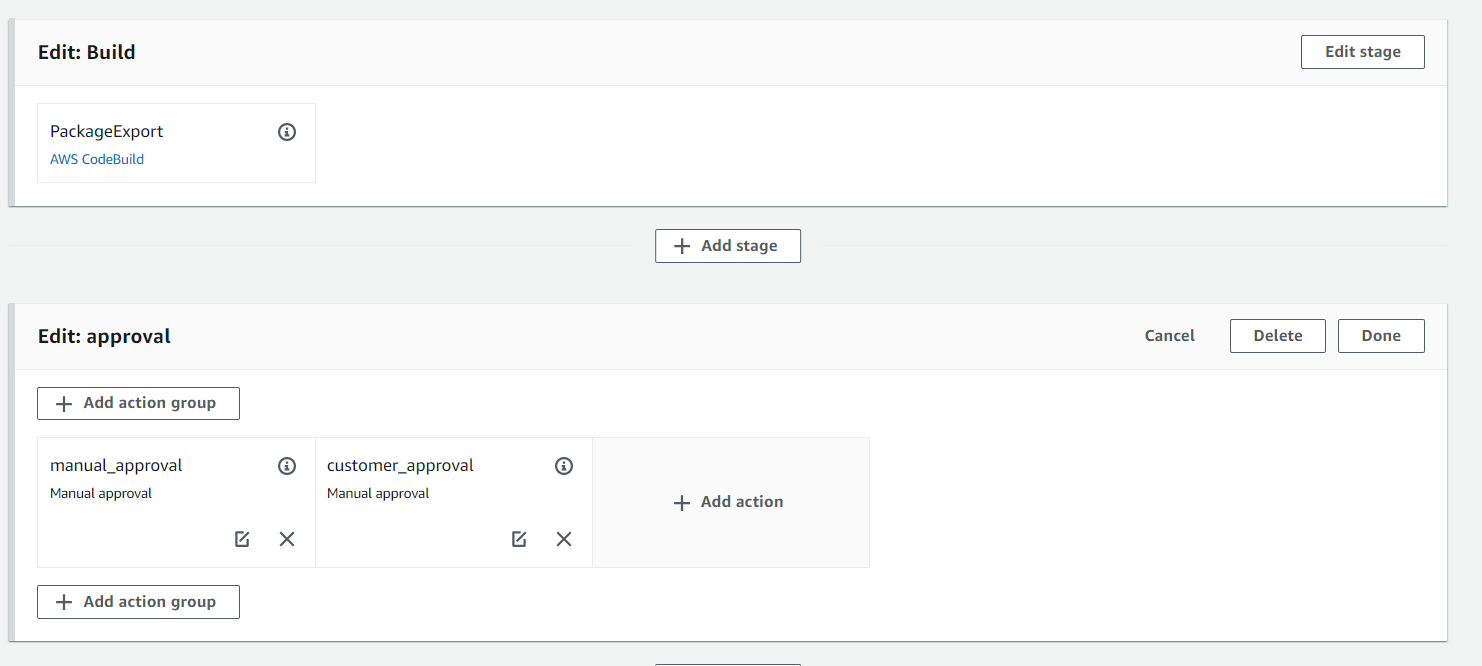 Edit: Build
Edit stage
PackageExport
AWS CodeBuild
Add stage
Edit: approval
Cancel
Delete
Done
Add action group
manual_approval
Manual approval
customer_approval
Manual approval
Add action
Add action group